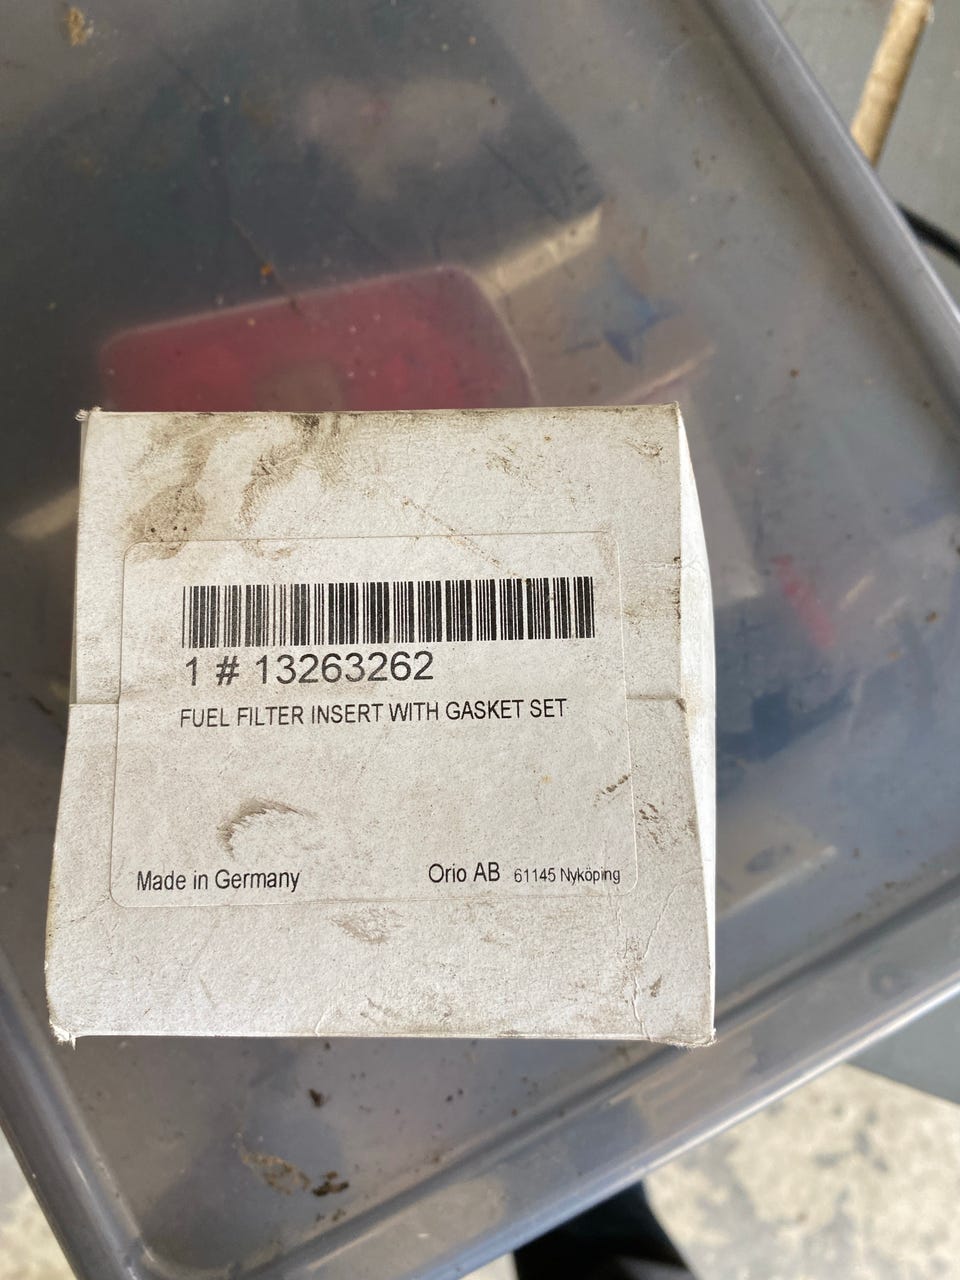 1 # 13263262
FUEL FILTER INSERT WITH GASKET SET
Made in Germany
Orio AB 61145 Nyköping